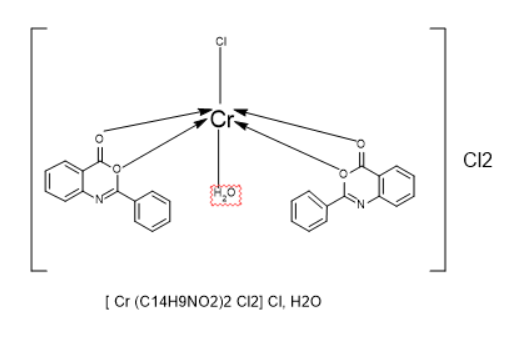 Cl
Cr
O
O
N
H2O
O
O
N
Cl2
[ Cr (C14H9NO2)2 Cl2] Cl, H2O